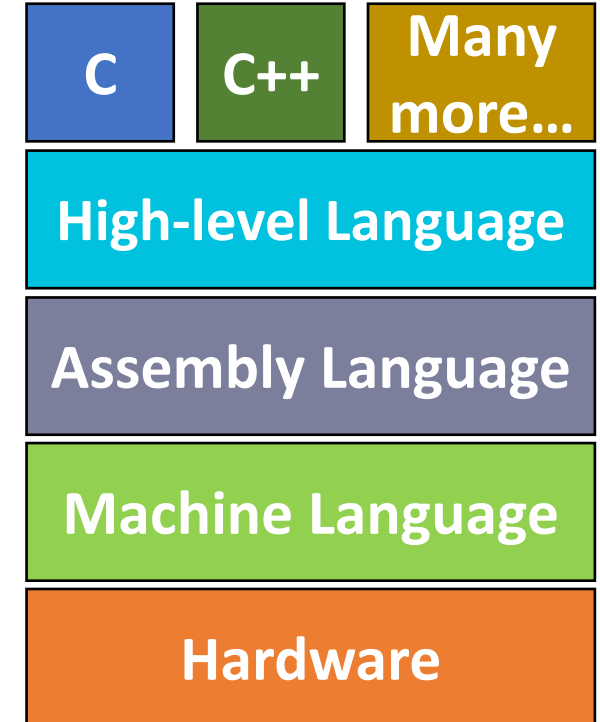 C
C++
Many
more...
High-level Language
Assembly Language
Machine Language
Hardware